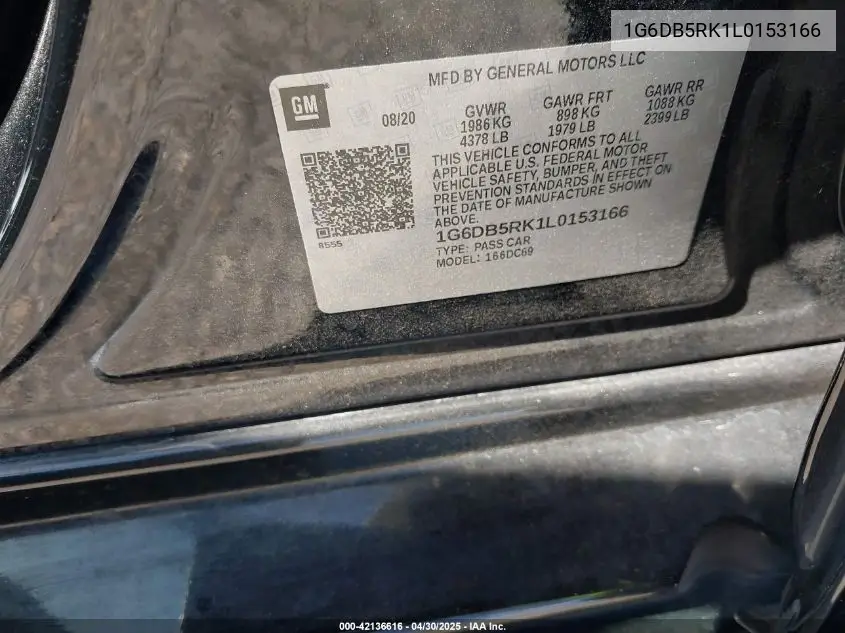 1G6DB5RK1L0153166
MFD BY GENERAL MOTORS LLC
GM
08/20
GVWR
1986 KG
4378 LB
GAWR FRT
898 KG
1979 LB
GAWR RR
1088 KG
2399 LB
THIS VEHICLE CONFORMS TO ALL
APPLICABLE U.S. FEDERAL MOTOR
VEHICLE SAFETY, BUMPER, AND THEFT
PREVENTION STANDARDS IN EFFECT ON
THE DATE OF MANUFACTURE SHOWN
ABOVE.
1G6DB5RK1L0153166
TYPE: PASS CAR
MODEL: 166DC69
8555
000-42136616 - 04/30/2025 - IAA Inc.